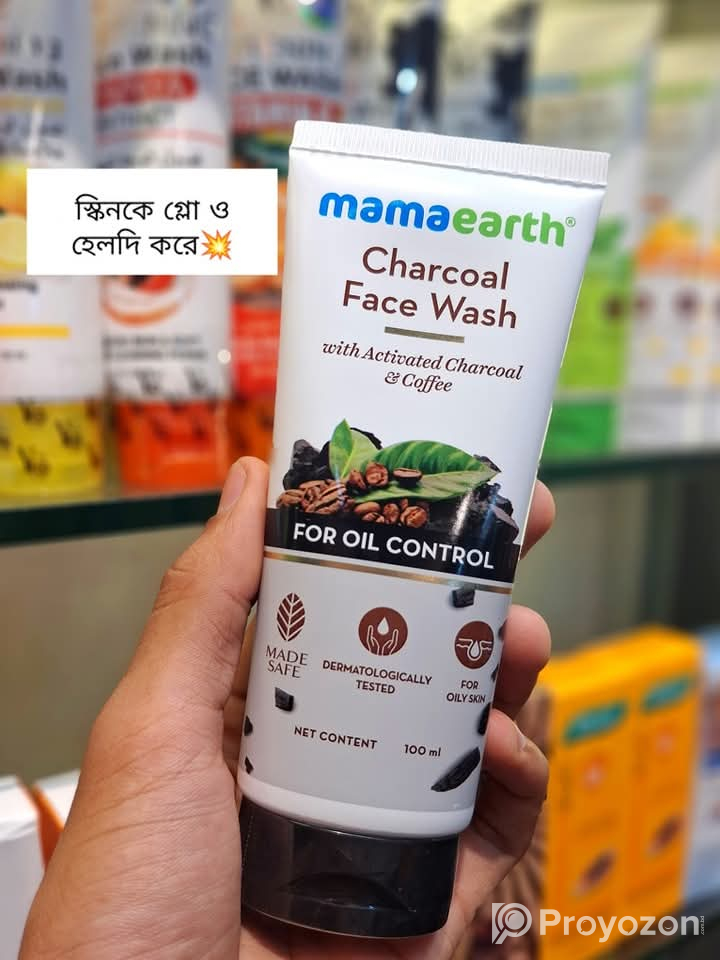 স্কিনকে গ্লো ও
হেলদি করে💥
mamaearth®
Charcoal
Face Wash
with Activated Charcoal
& Coffee
FOR OIL CONTROL
MADE
SAFE
DERMATOLOGICALLY
TESTED
FOR
OILY SKIN
NET CONTENT 100 ml
Proyozon